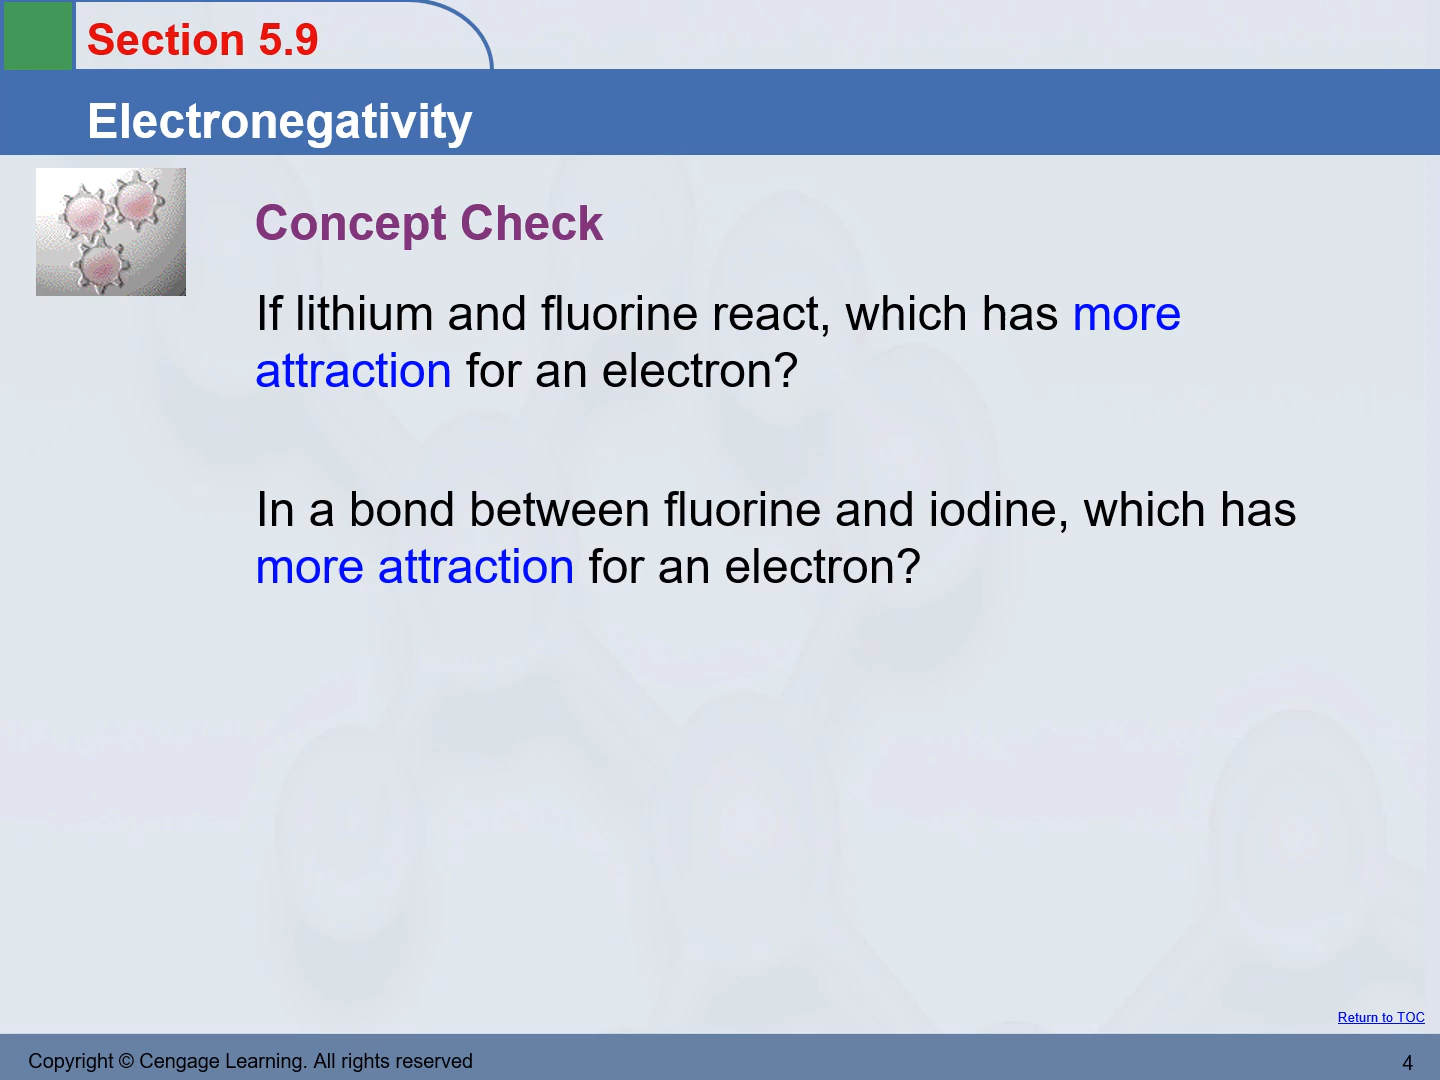 Section 5.9
Electronegativity
Concept Check
If lithium and fluorine react, which has more
attraction for an electron?
In a bond between fluorine and iodine, which has
more attraction for an electron?
Return to TOC
Copyright © Cengage Learning. All rights reserved
4